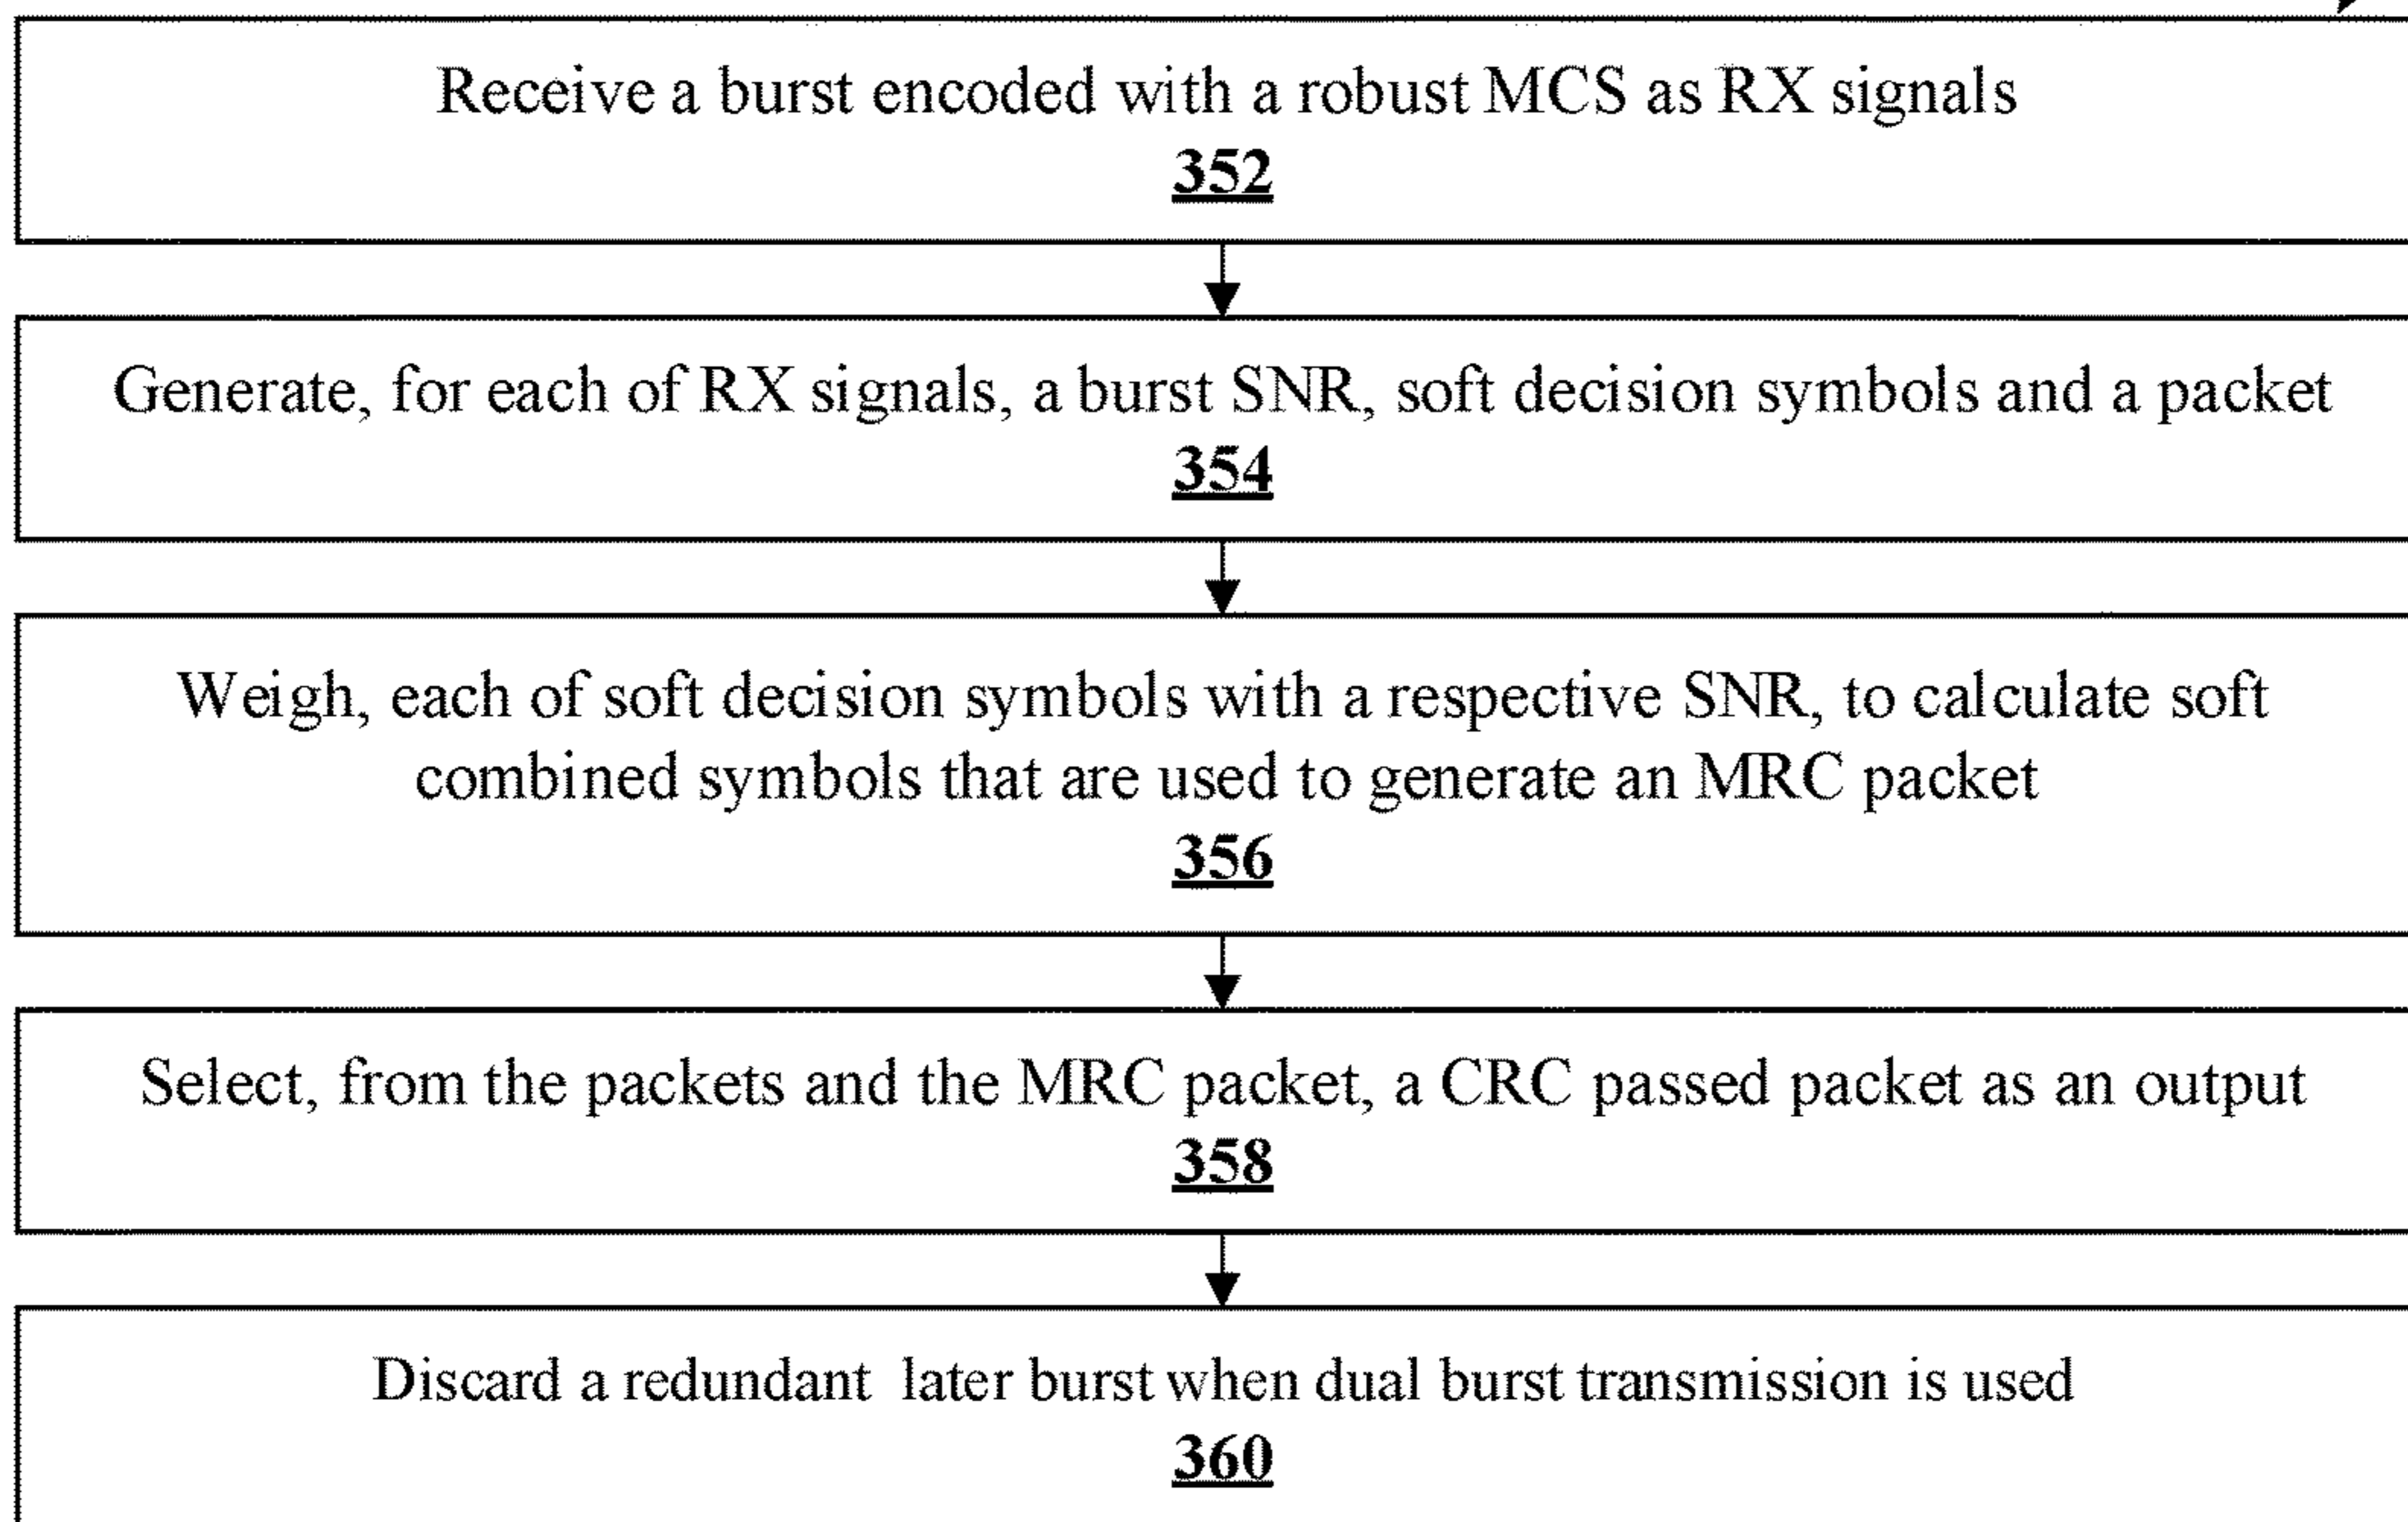 Receive a burst encoded with a robust MCS as RX signals
352
Generate, for each of RX signals, a burst SNR, soft decision symbols and a packet
354
Weigh, each of soft decision symbols with a respective SNR, to calculate soft
combined symbols that are used to generate an MRC packet
356
Select, from the packets and the MRC packet, a CRC passed packet as an output
358
Discard a redundant later burst when dual burst transmission is used
360